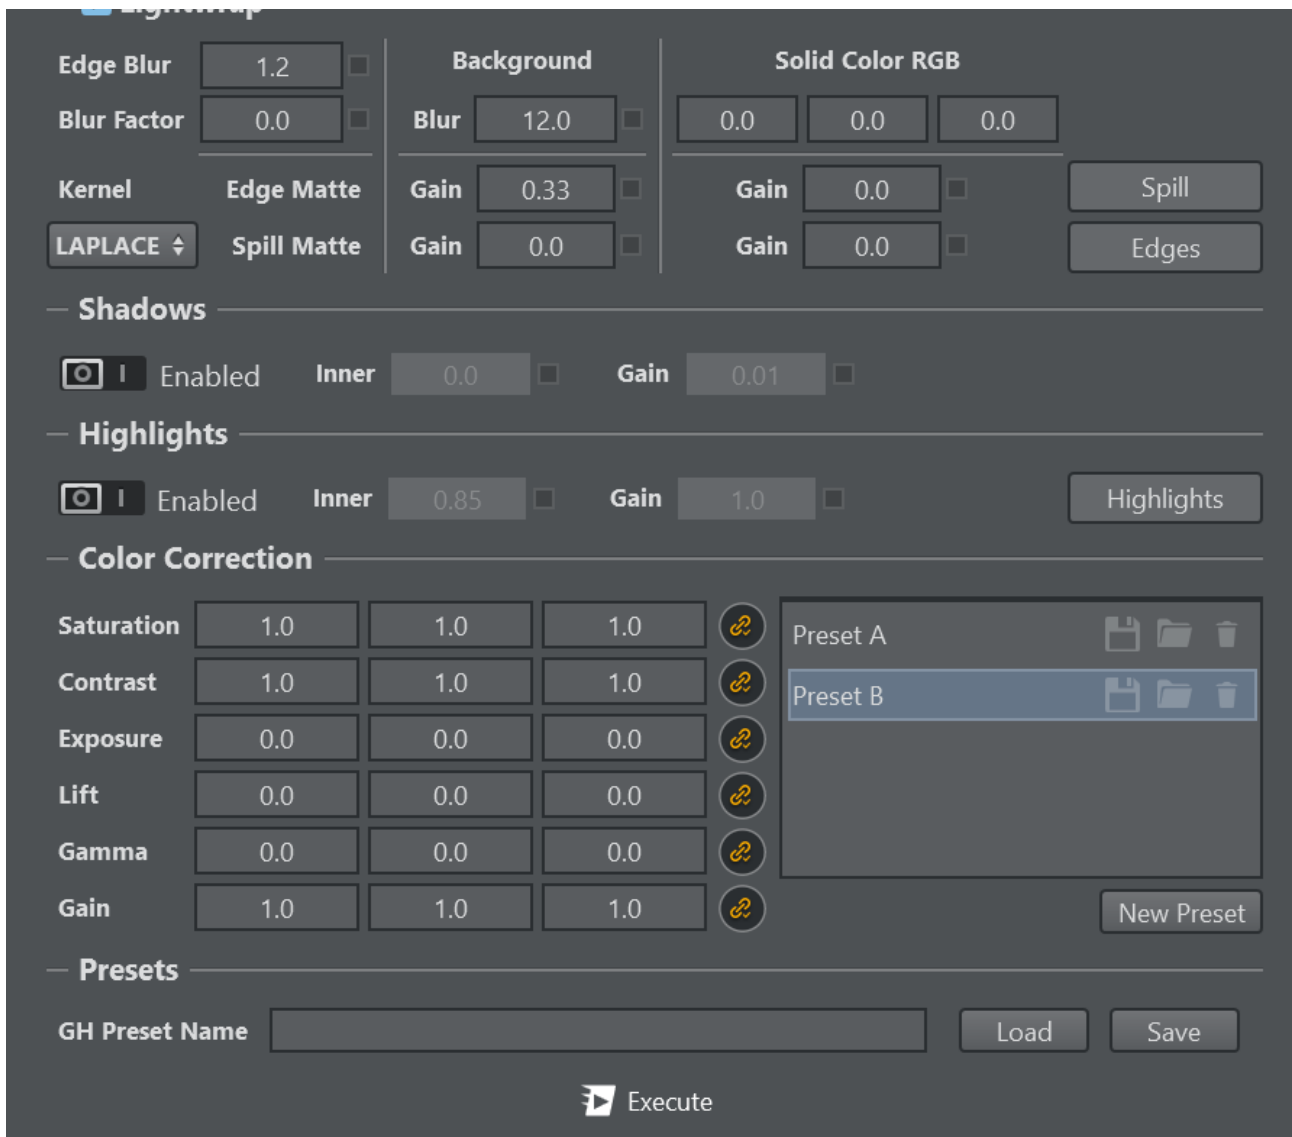 Lightwrap
Edge Blur 1.2 Background Solid Color RGB
Blur Factor 0.0 Blur 12.0 0.0 0.0 0.0
Kernel Edge Matte Gain 0.33 Gain 0.0 Spill
LAPLACE Spill Matte Gain 0.0 Gain 0.0 Edges
Shadows
Enabled Inner 0.0 Gain 0.01
Highlights
Enabled Inner 0.85 Gain 1.0 Highlights
Color Correction
Saturation 1.0 1.0 1.0 Preset A
Contrast 1.0 1.0 1.0 Preset B
Exposure 0.0 0.0 0.0
Lift 0.0 0.0 0.0
Gamma 0.0 0.0 0.0
Gain 1.0 1.0 1.0 New Preset
Presets
GH Preset Name Load Save
Execute